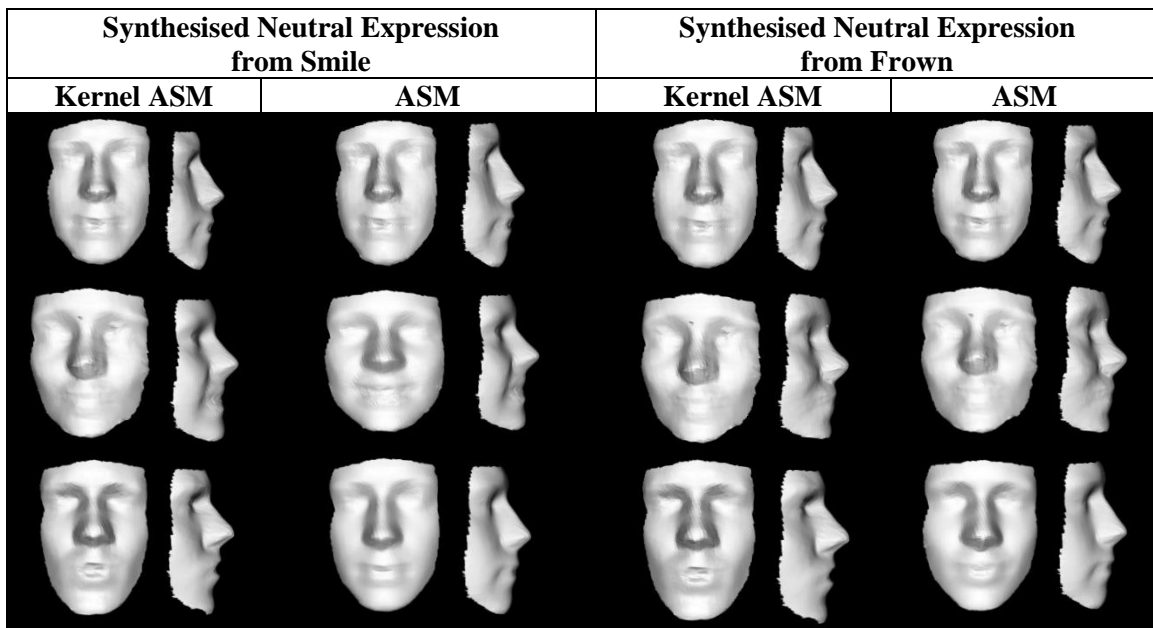 Synthesised Neutral Expression
from Smile
Synthesised Neutral Expression
from Frown
Kernel ASM
ASM
Kernel ASM
ASM